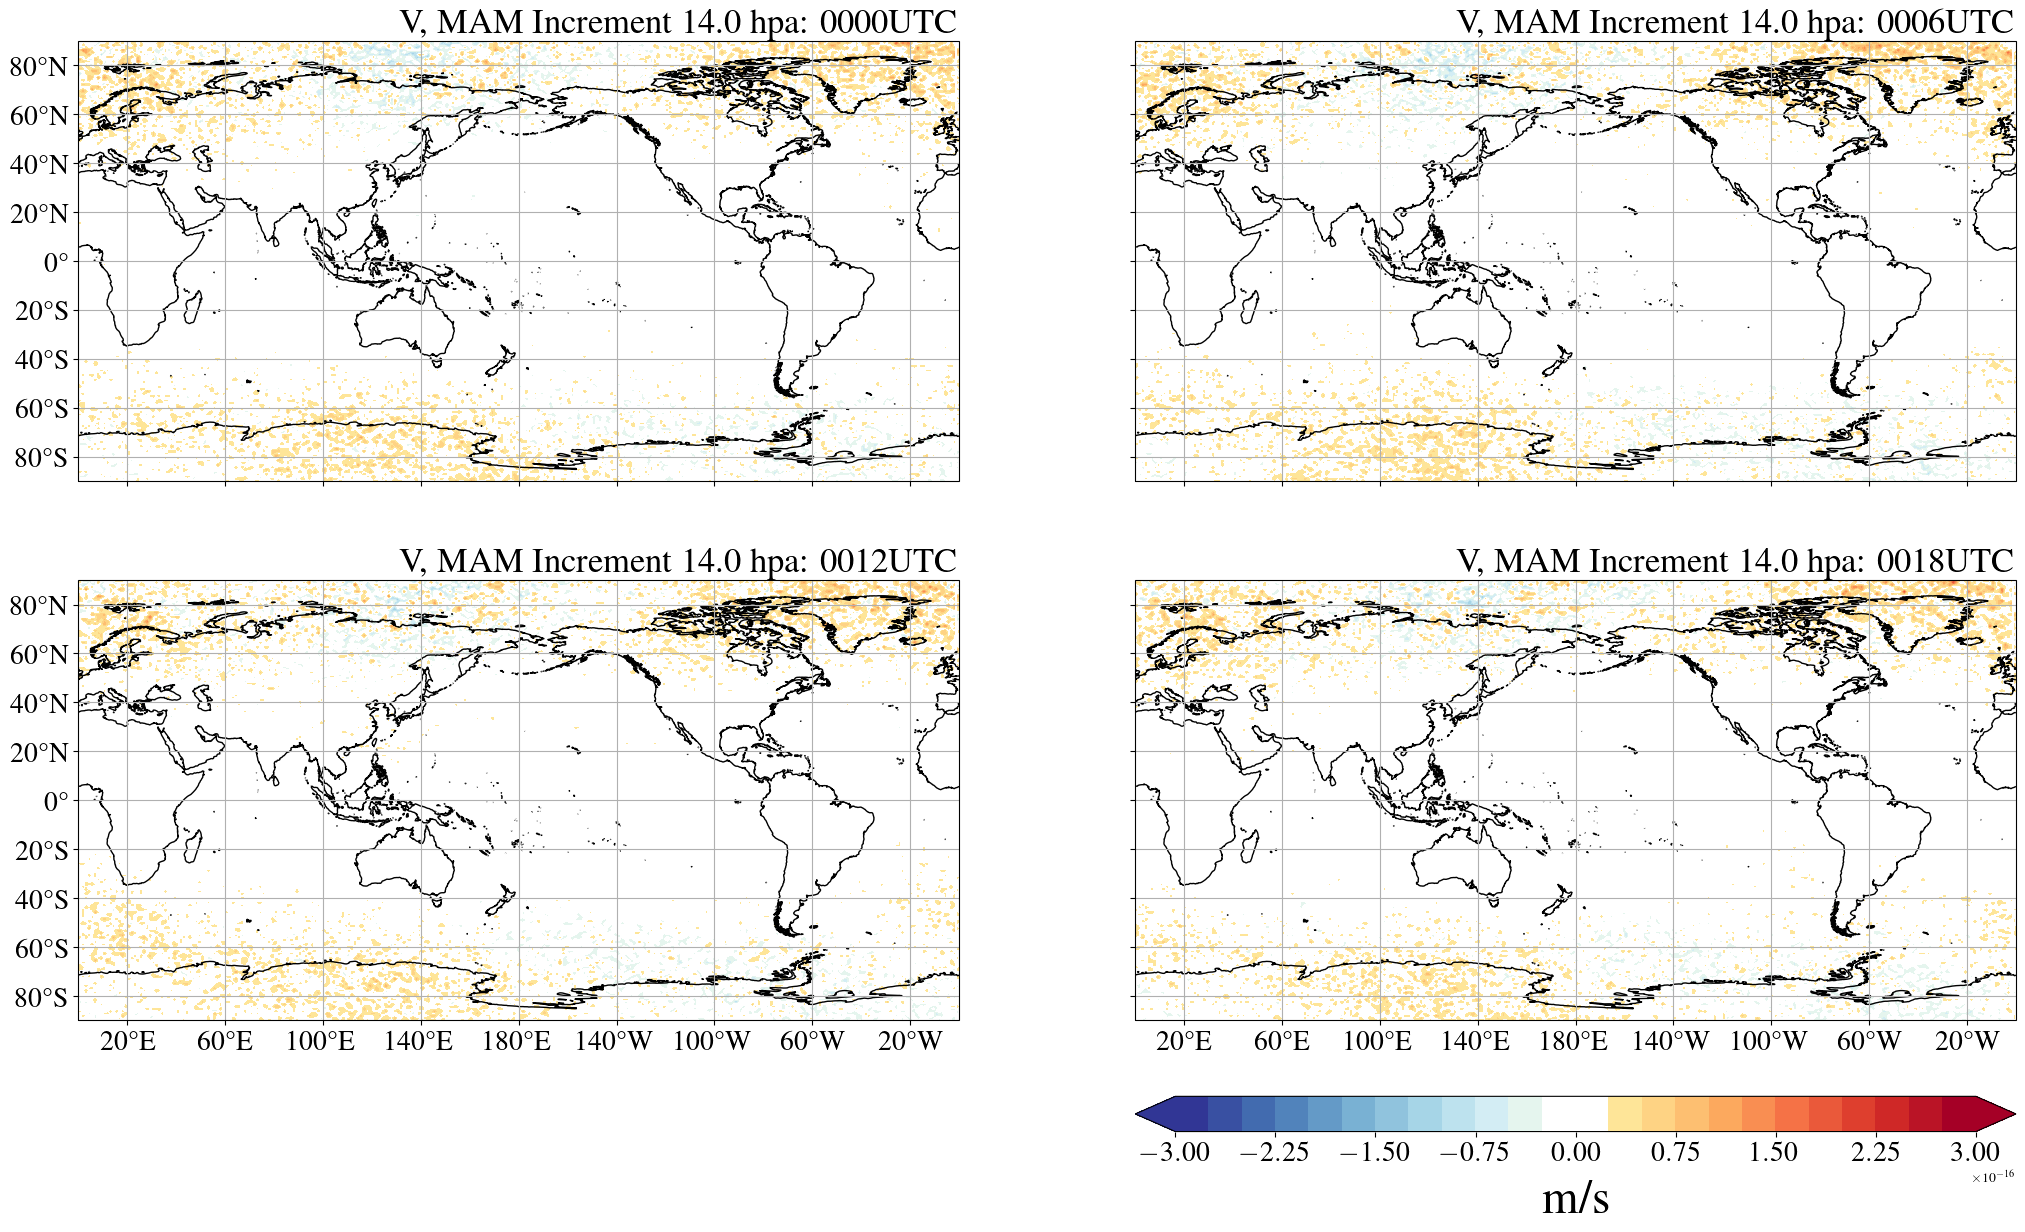 V, MAM Increment 14.0 hpa: 0000UTC
V, MAM Increment 14.0 hpa: 0006UTC
80°N
60°N
40°N
20°N
0°
20°S
40°S
60°S
80°S
V, MAM Increment 14.0 hpa: 0012UTC
V, MAM Increment 14.0 hpa: 0018UTC
80°N
60°N
40°N
20°N
0°
20°S
40°S
60°S
80°S
20°E 60°E 100°E 140°E 180°E 140°W 100°W 60°W 20°W
20°E 60°E 100°E 140°E 180°E 140°W 100°W 60°W 20°W
−3.00 −2.25 −1.50 −0.75 0.00 0.75 1.50 2.25 3.00
×10⁻¹⁶
m/s